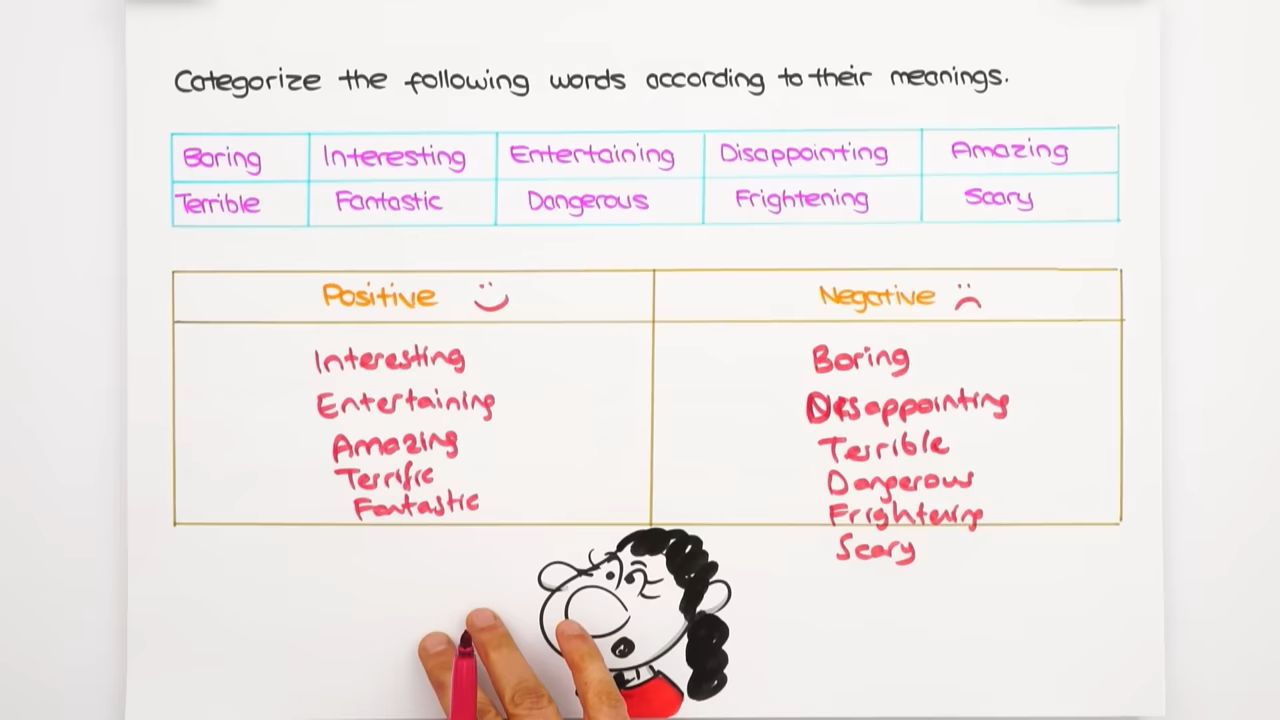 Categorize the following words according to their meanings.
Boring Interesting Entertaining Disappointing Amazing
Terrible Fantastic Dangerous Frightening Scary
Positive Negative
Interesting Boring
Entertaining Disappointing
Amazing Terrible
Terrific Dangerous
Fantastic Frightening
Scary